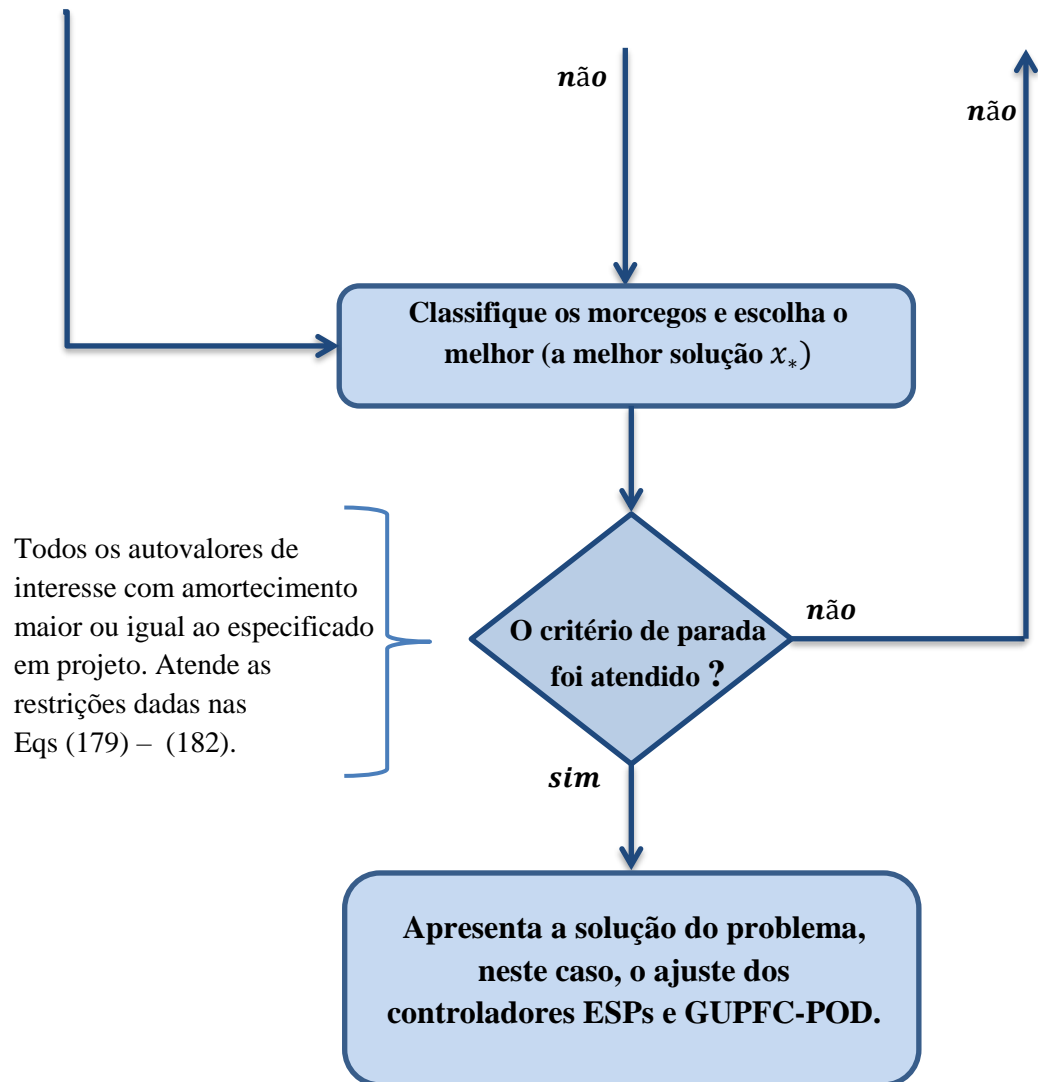 não
não
Classifique os morcegos e escolha o
melhor (a melhor solução x*)
Todos os autovalores de
interesse com amortecimento
maior ou igual ao especificado
em projeto. Atende as
restrições dadas nas
Eqs (179) – (182).
O critério de parada
foi atendido ?
não
sim
Apresenta a solução do problema,
neste caso, o ajuste dos
controladores ESPs e GUPFC-POD.